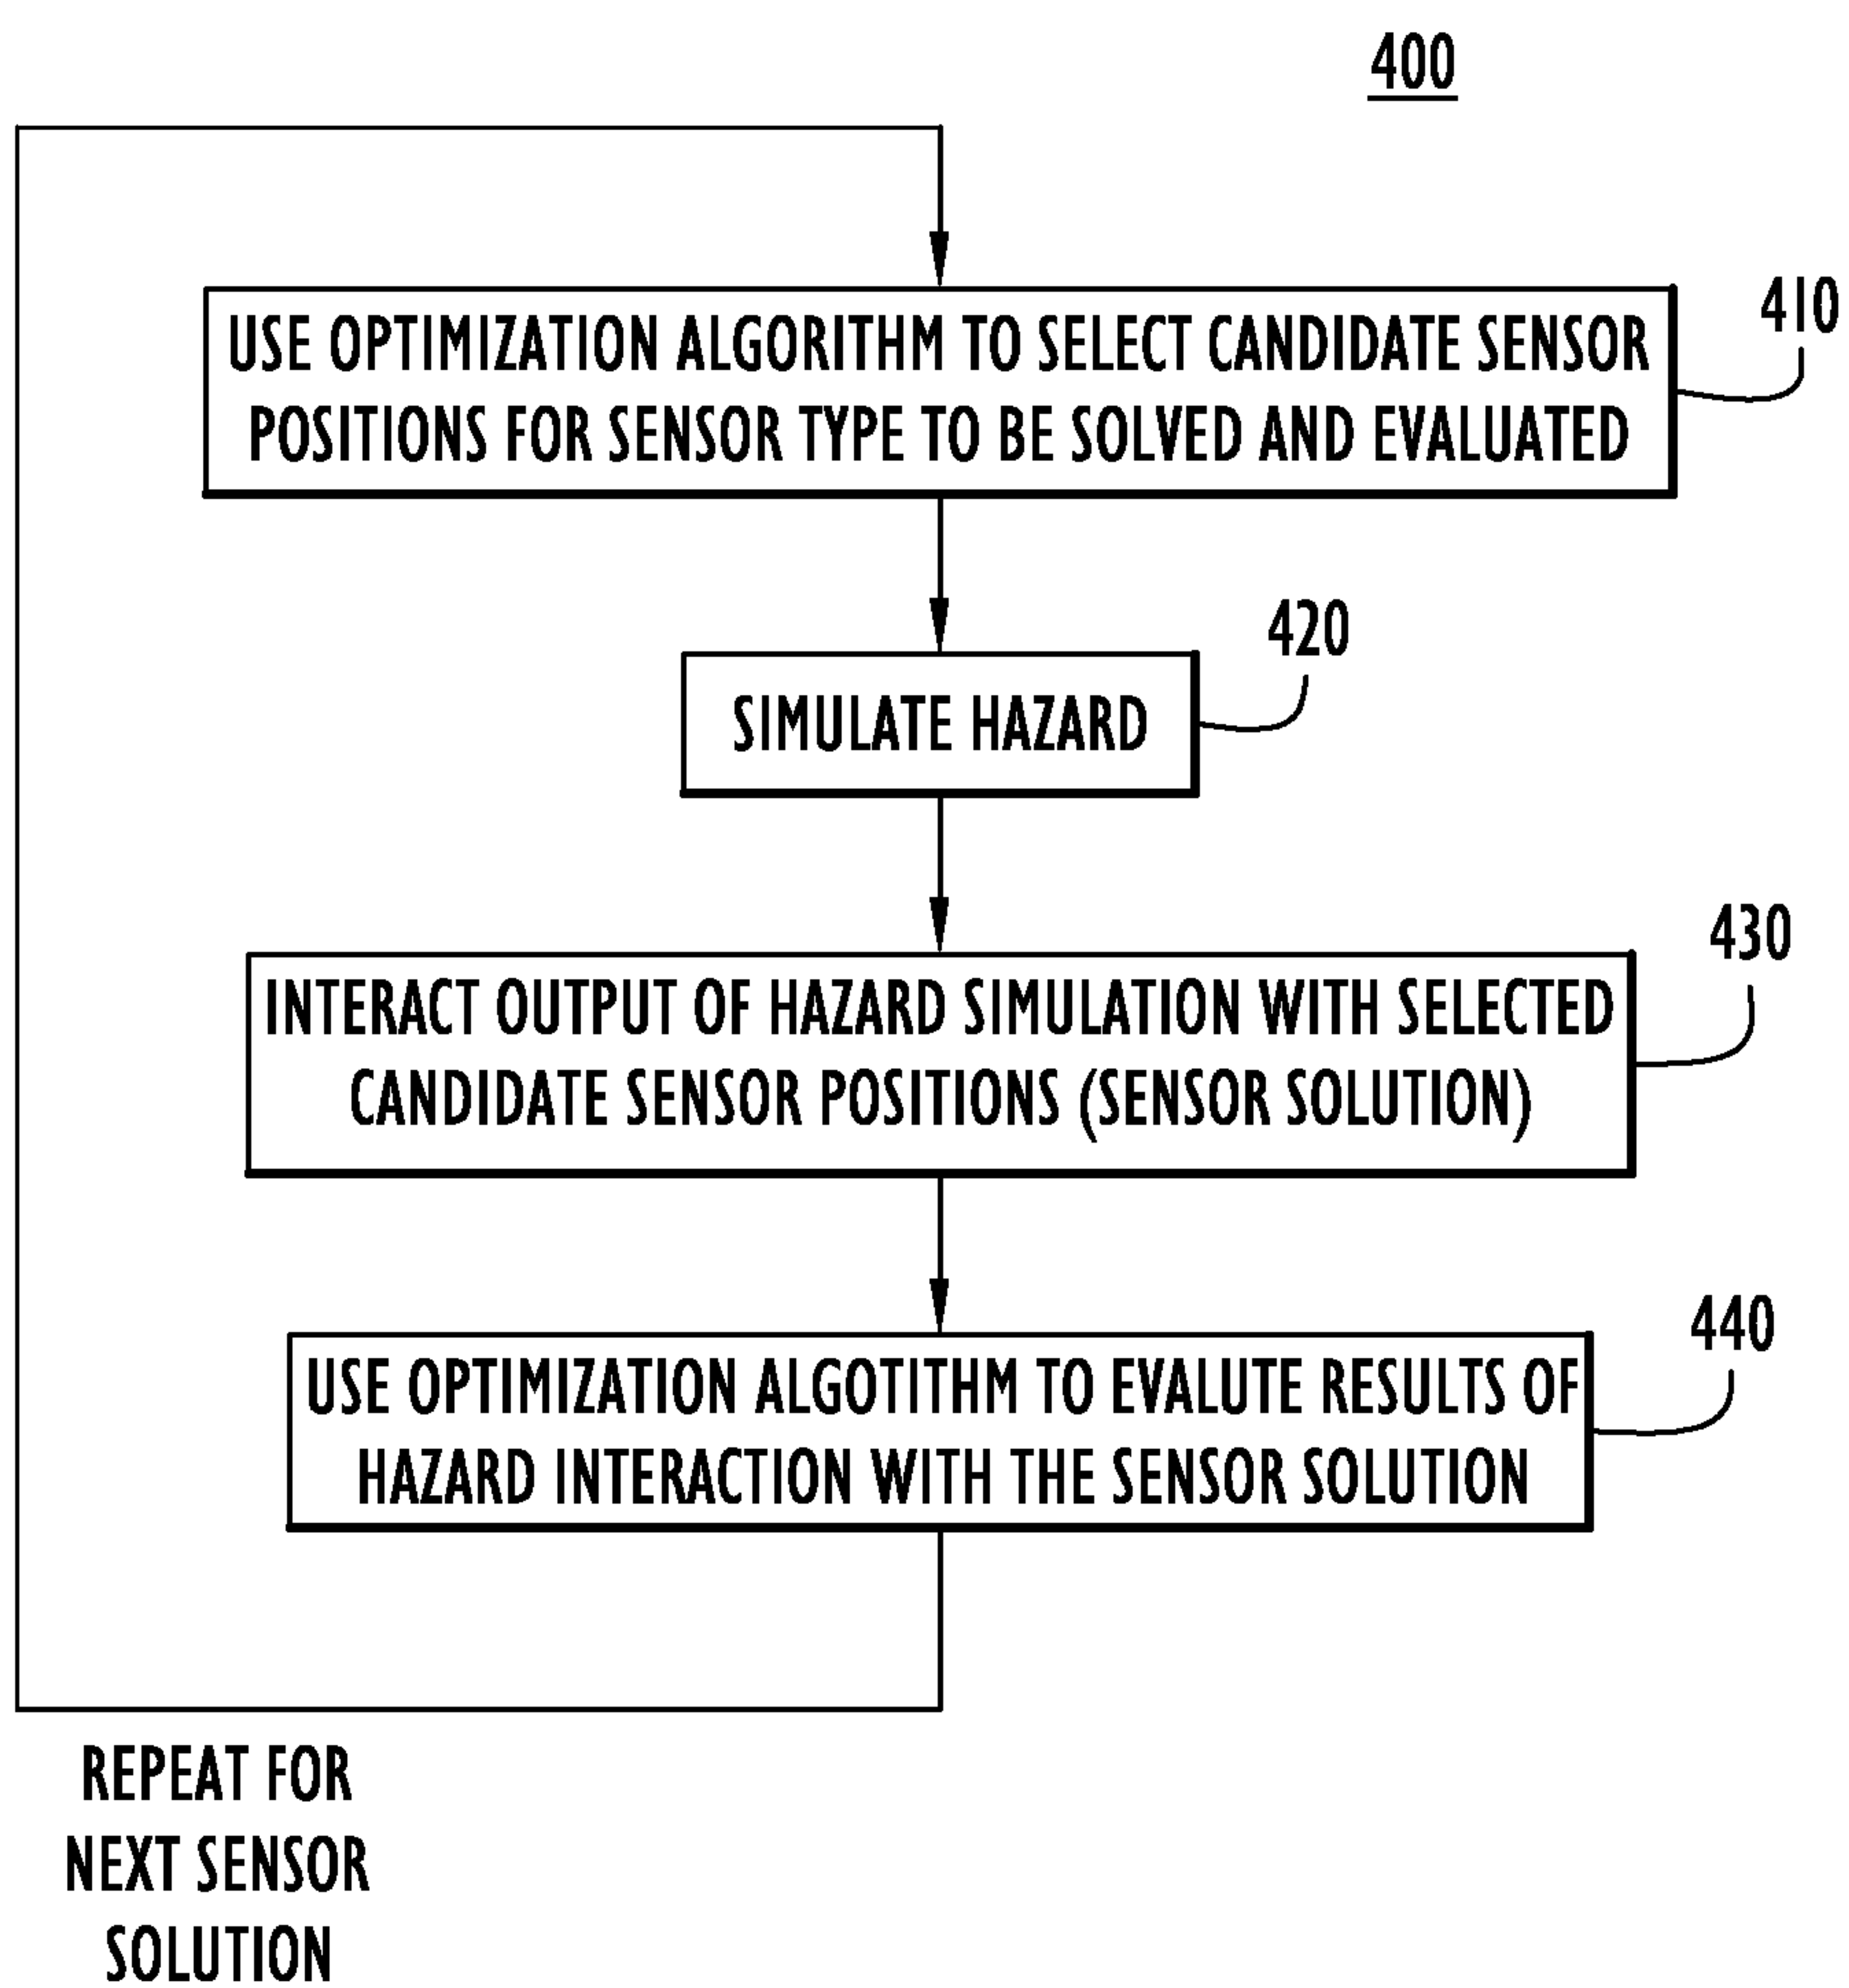 400
USE OPTIMIZATION ALGORITHM TO SELECT CANDIDATE SENSOR
POSITIONS FOR SENSOR TYPE TO BE SOLVED AND EVALUATED
410
SIMULATE HAZARD
420
INTERACT OUTPUT OF HAZARD SIMULATION WITH SELECTED
CANDIDATE SENSOR POSITIONS (SENSOR SOLUTION)
430
USE OPTIMIZATION ALGOTITHM TO EVALUTE RESULTS OF
HAZARD INTERACTION WITH THE SENSOR SOLUTION
440
REPEAT FOR
NEXT SENSOR
SOLUTION